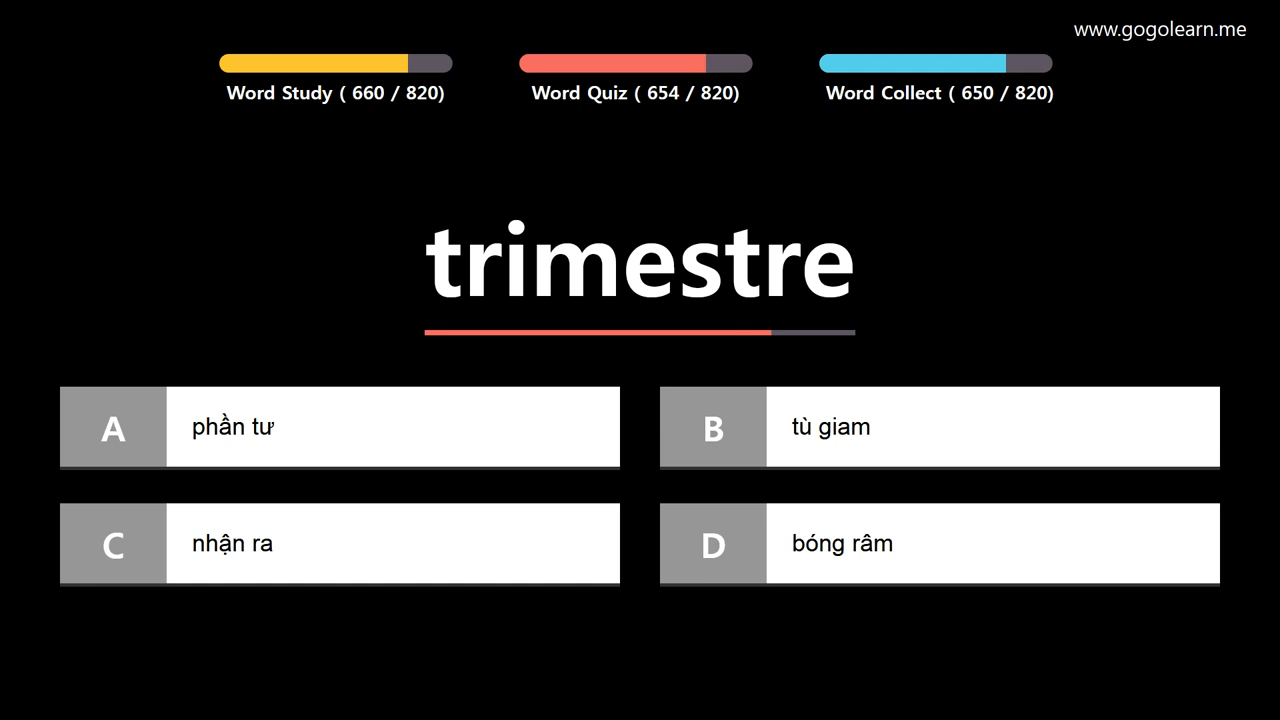 www.gogolearn.me
Word Study ( 660 / 820)
Word Quiz ( 654 / 820)
Word Collect ( 650 / 820)
trimestre
A phần tư
B tù giam
C nhận ra
D bóng râm